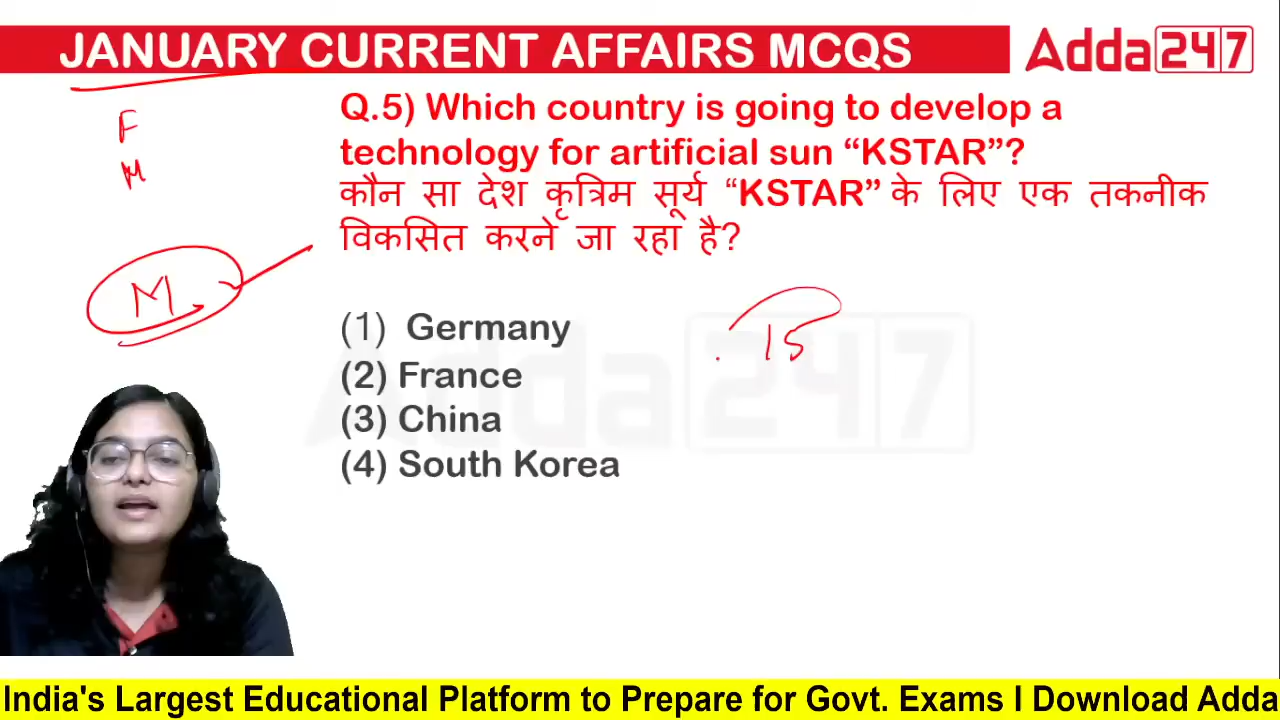 JANUARY CURRENT AFFAIRS MCQS
Adda247
Q.5) Which country is going to develop a
technology for artificial sun “KSTAR”?
कौन सा देश कृत्रिम सूर्य “KSTAR” के लिए एक तकनीक
विकसित करने जा रहा है?
F
M
M
15
(1) Germany
(2) France
(3) China
(4) South Korea
Adda247
India's Largest Educational Platform to Prepare for Govt. Exams I Download Adda